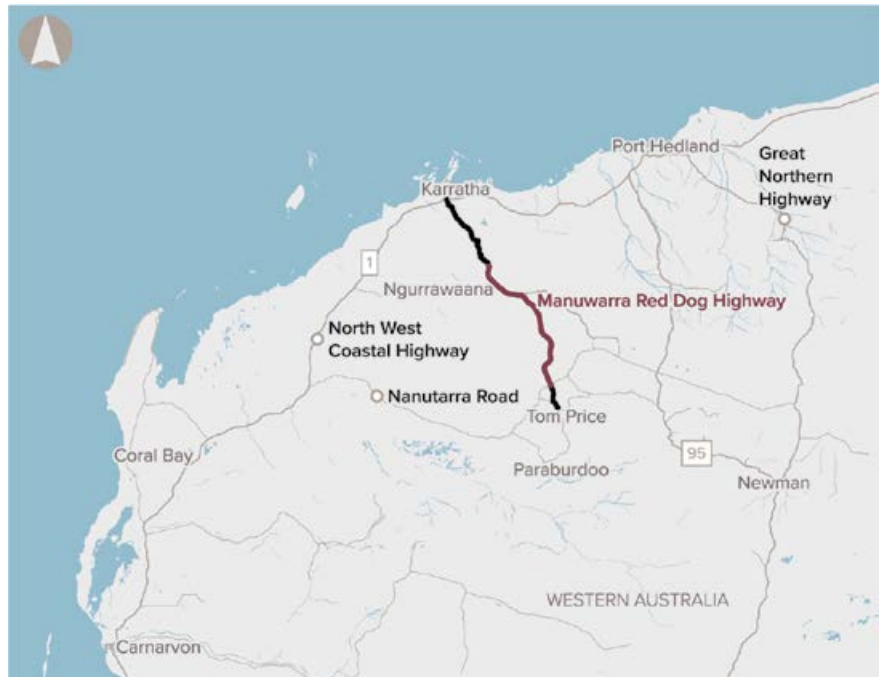 Port Hedland
Great
Northern
Highway
Karratha
1
Ngurrawaana
Manuwarra Red Dog Highway
North West
Coastal Highway
Nanutarra Road
Tom Price
Coral Bay
95
Paraburdoo
Newman
WESTERN AUSTRALIA
Carnarvon